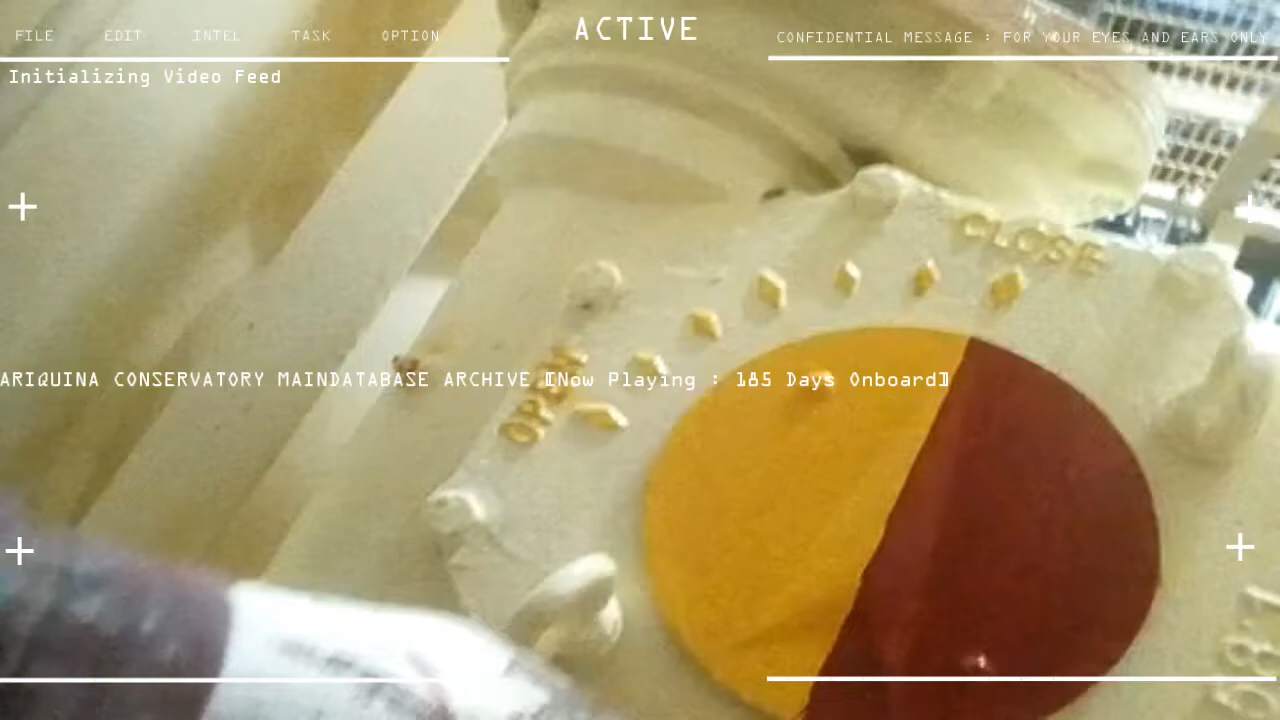 FILE EDIT INTEL TASK OPTION
ACTIVE
CONFIDENTIAL MESSAGE : FOR YOUR EYES AND EARS ONLY
Initializing Video Feed
CLOSE
ARIQUINA CONSERVATORY MAINDATABASE ARCHIVE [Now Playing : 185 Days Onboard]
OPEN
581